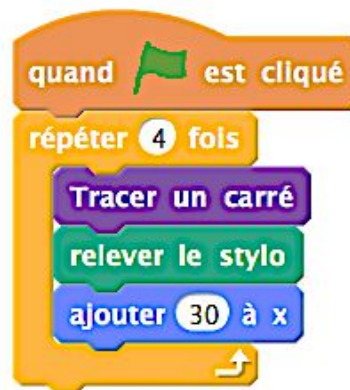 quand est cliqué
répéter 4 fois
Tracer un carré
relever le stylo
ajouter 30 à x